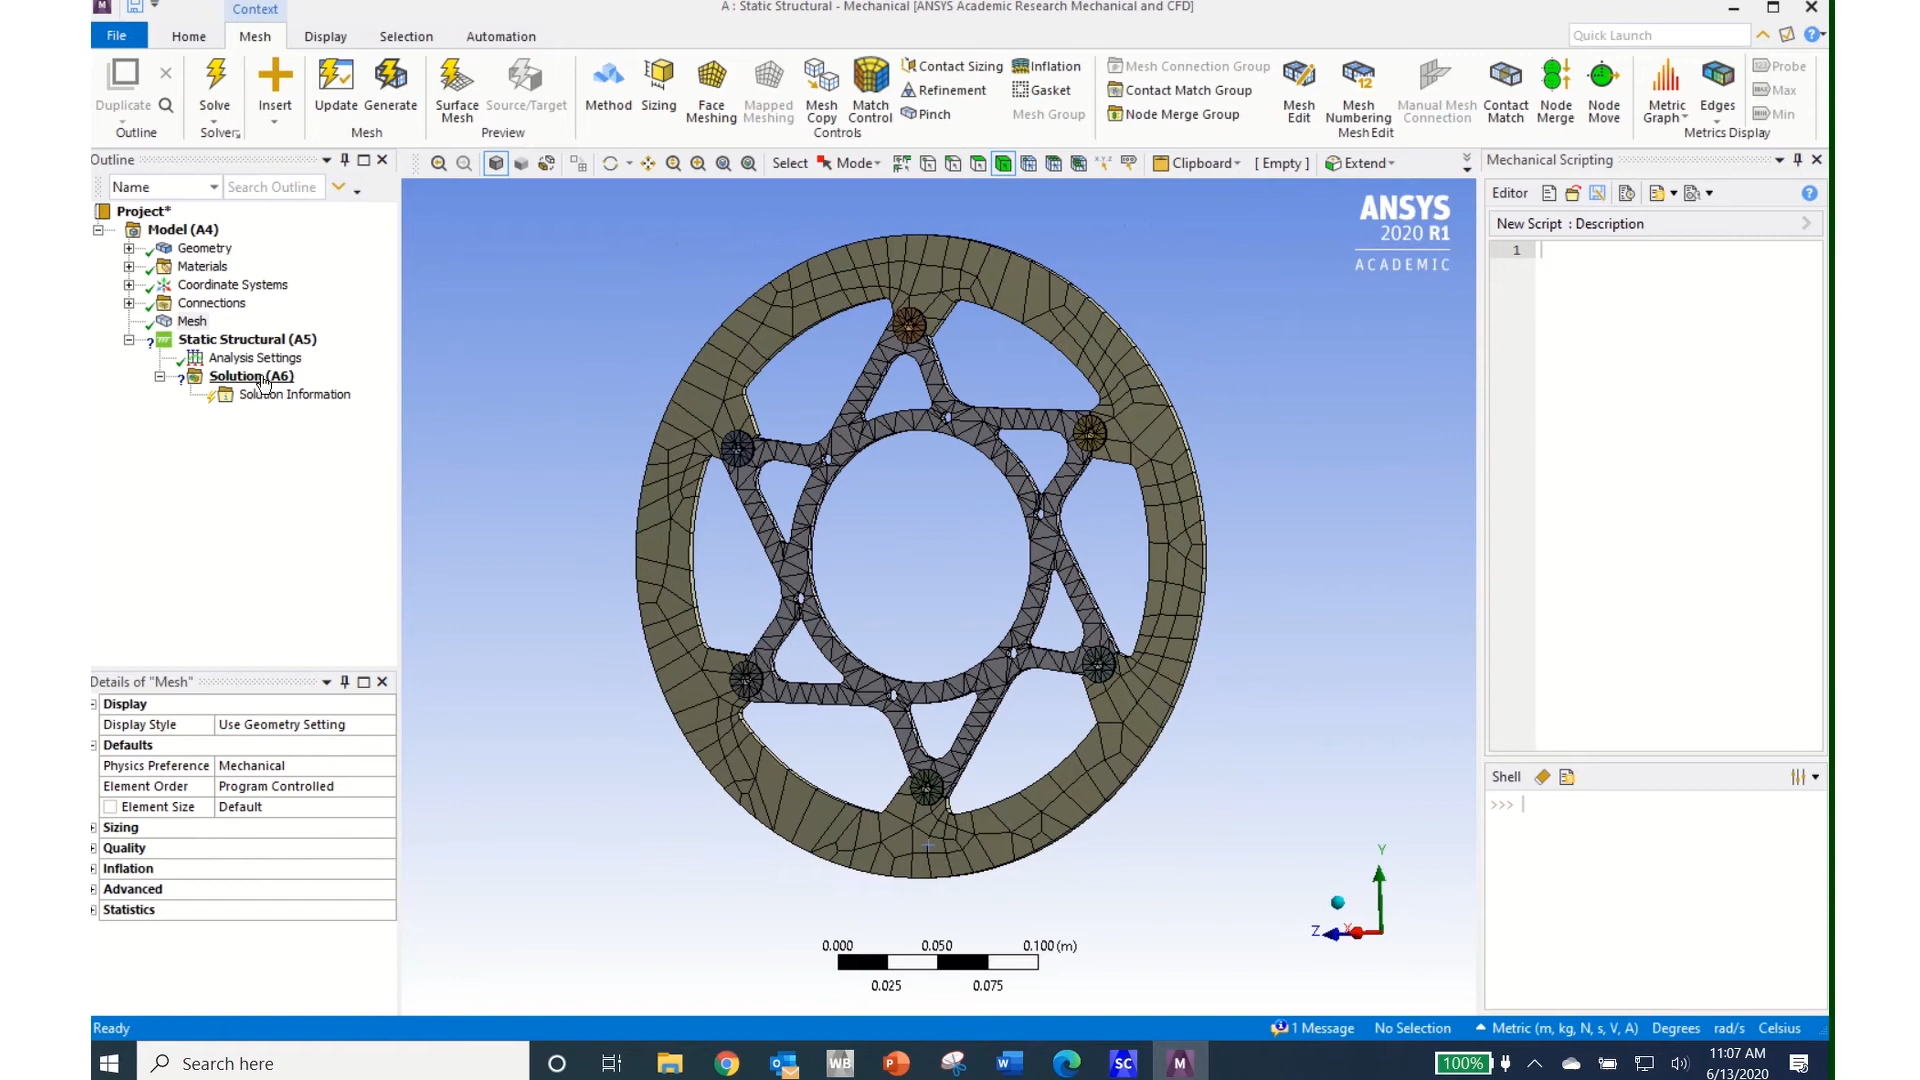 Context
A : Static Structural - Mechanical [ANSYS Academic Research Mechanical and CFD]
File Home Mesh Display Selection Automation
Quick Launch
Duplicate
Outline
Solve
Solver
Insert
Update Generate
Mesh
Surface Mesh Source/Target
Preview
Method Sizing Face Meshing Mapped Meshing Mesh Copy Match Control
Contact Sizing Inflation
Refinement Gasket
Pinch Mesh Group
Controls
Mesh Connection Group
Contact Match Group
Node Merge Group
Mesh Edit Mesh Numbering Manual Mesh Connection Contact Match Node Merge Node Move
Mesh Edit
Metric Graph Edges
Probe
Max
Min
Metrics Display
Outline
Name Search Outline
Select Mode Clipboard [ Empty ] Extend
Project*
Model (A4)
Geometry
Materials
Coordinate Systems
Connections
Mesh
Static Structural (A5)
Analysis Settings
Solution (A6)
Solution Information
Details of "Mesh"
Display
Display Style Use Geometry Setting
Defaults
Physics Preference Mechanical
Element Order Program Controlled
Element Size Default
Sizing
Quality
Inflation
Advanced
Statistics
ANSYS
2020 R1
ACADEMIC
0.000 0.050 0.100 (m)
0.025 0.075
Y
Z X
Mechanical Scripting
Editor
New Script : Description
1
Shell
>>>
Ready
1 Message No Selection Metric (m, kg, N, s, V, A) Degrees rad/s Celsius
Search here
WB
SC
M
100%
11:07 AM
6/13/2020